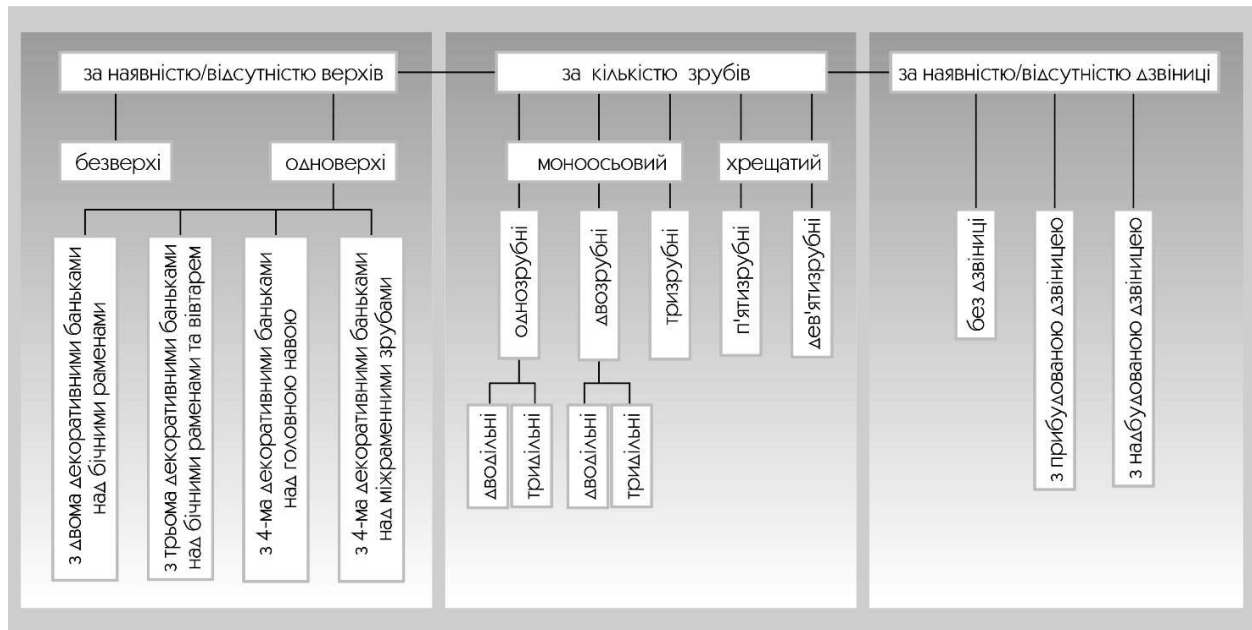 за наявністю/відсутністю верхів
безверхі
одноверхі
з двома декоративними баньками
над бічними раменами
з трьома декоративними баньками
над бічними раменами та вівтарем
з 4-ма декоративними баньками
над головною навою
з 4-ма декоративними баньками
над міжраменними зрубами
за кількістю зрубів
моноосьовий
хрещатий
однозрубні
двозрубні
тризрубні
п'ятизрубні
дев'ятизрубні
дводільні
тридільні
дводільні
тридільні
за наявністю/відсутністю дзвіниці
без дзвіниці
з прибудованою дзвіницею
з надбудованою дзвіницею